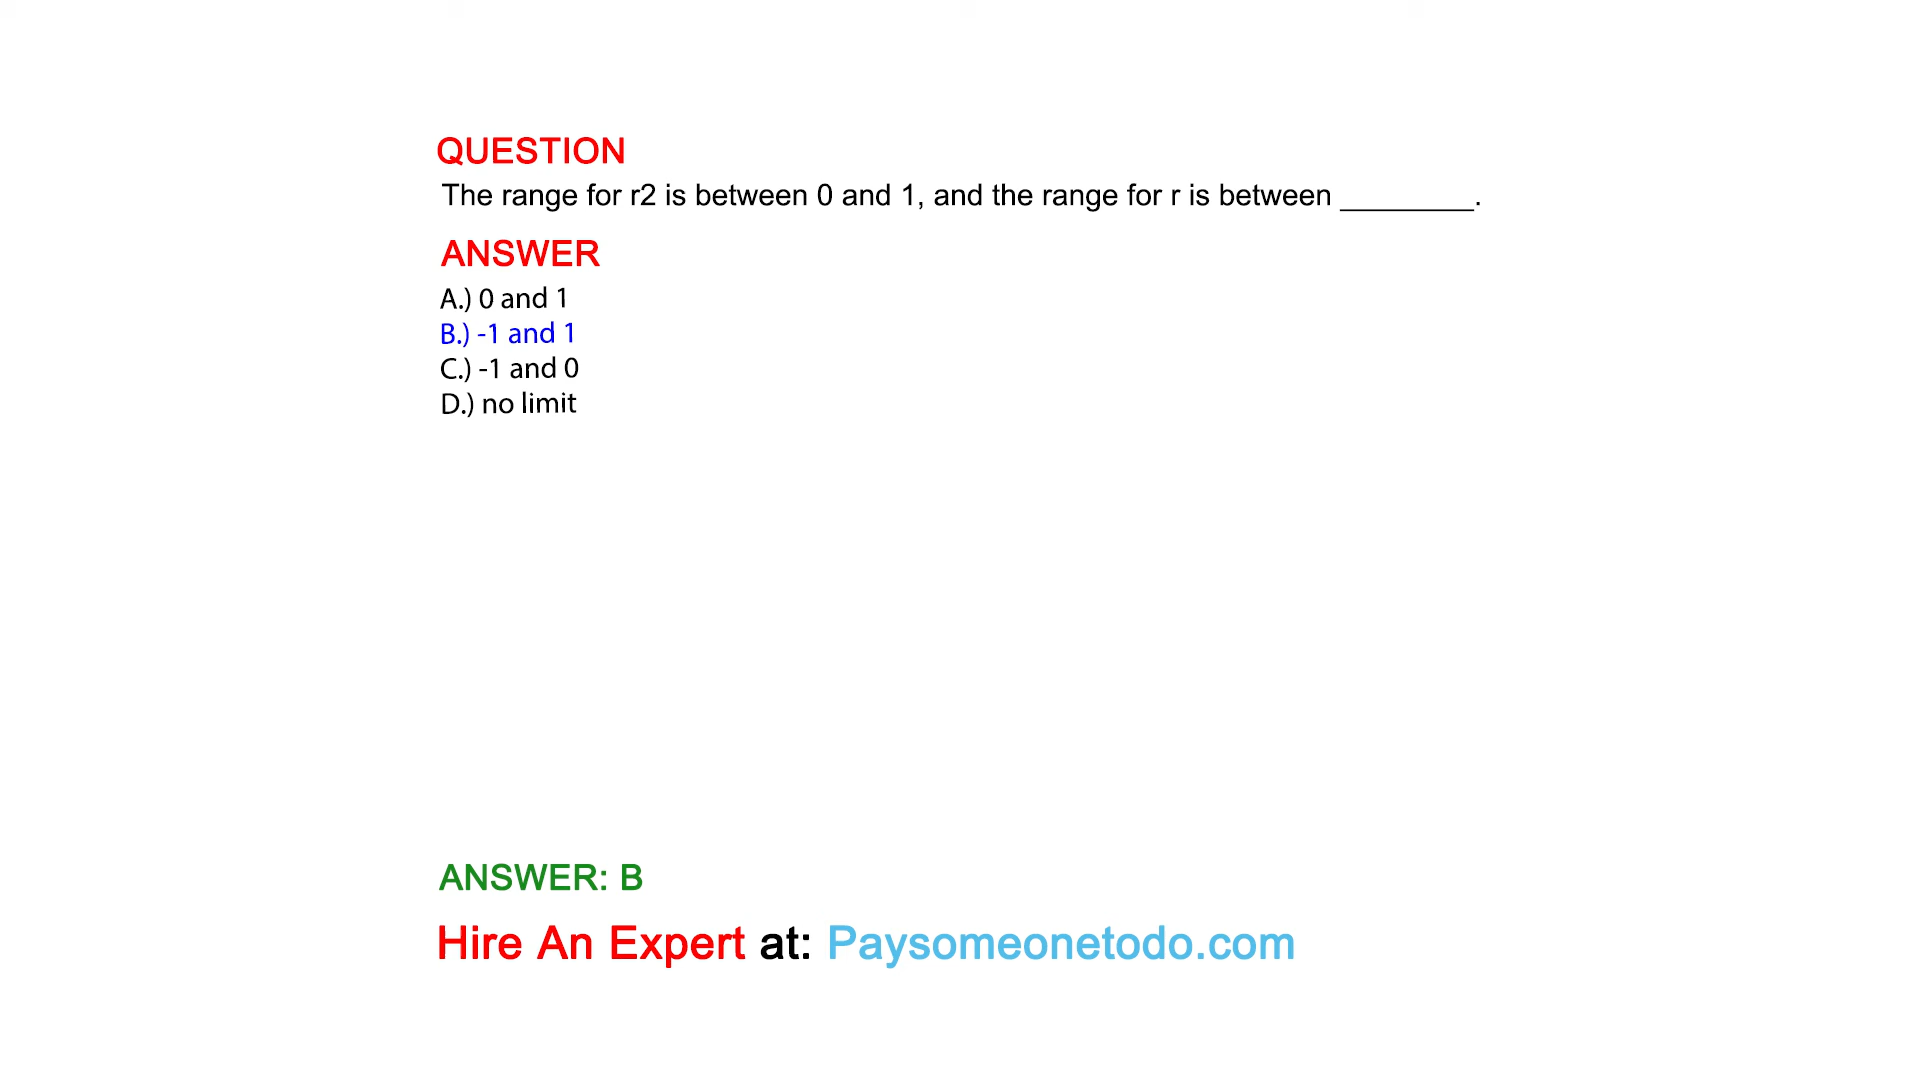 QUESTION
The range for r2 is between 0 and 1, and the range for r is between ________.
ANSWER
A.) 0 and 1
B.) -1 and 1
C.) -1 and 0
D.) no limit
ANSWER: B
Hire An Expert at: Paysomeonetodo.com